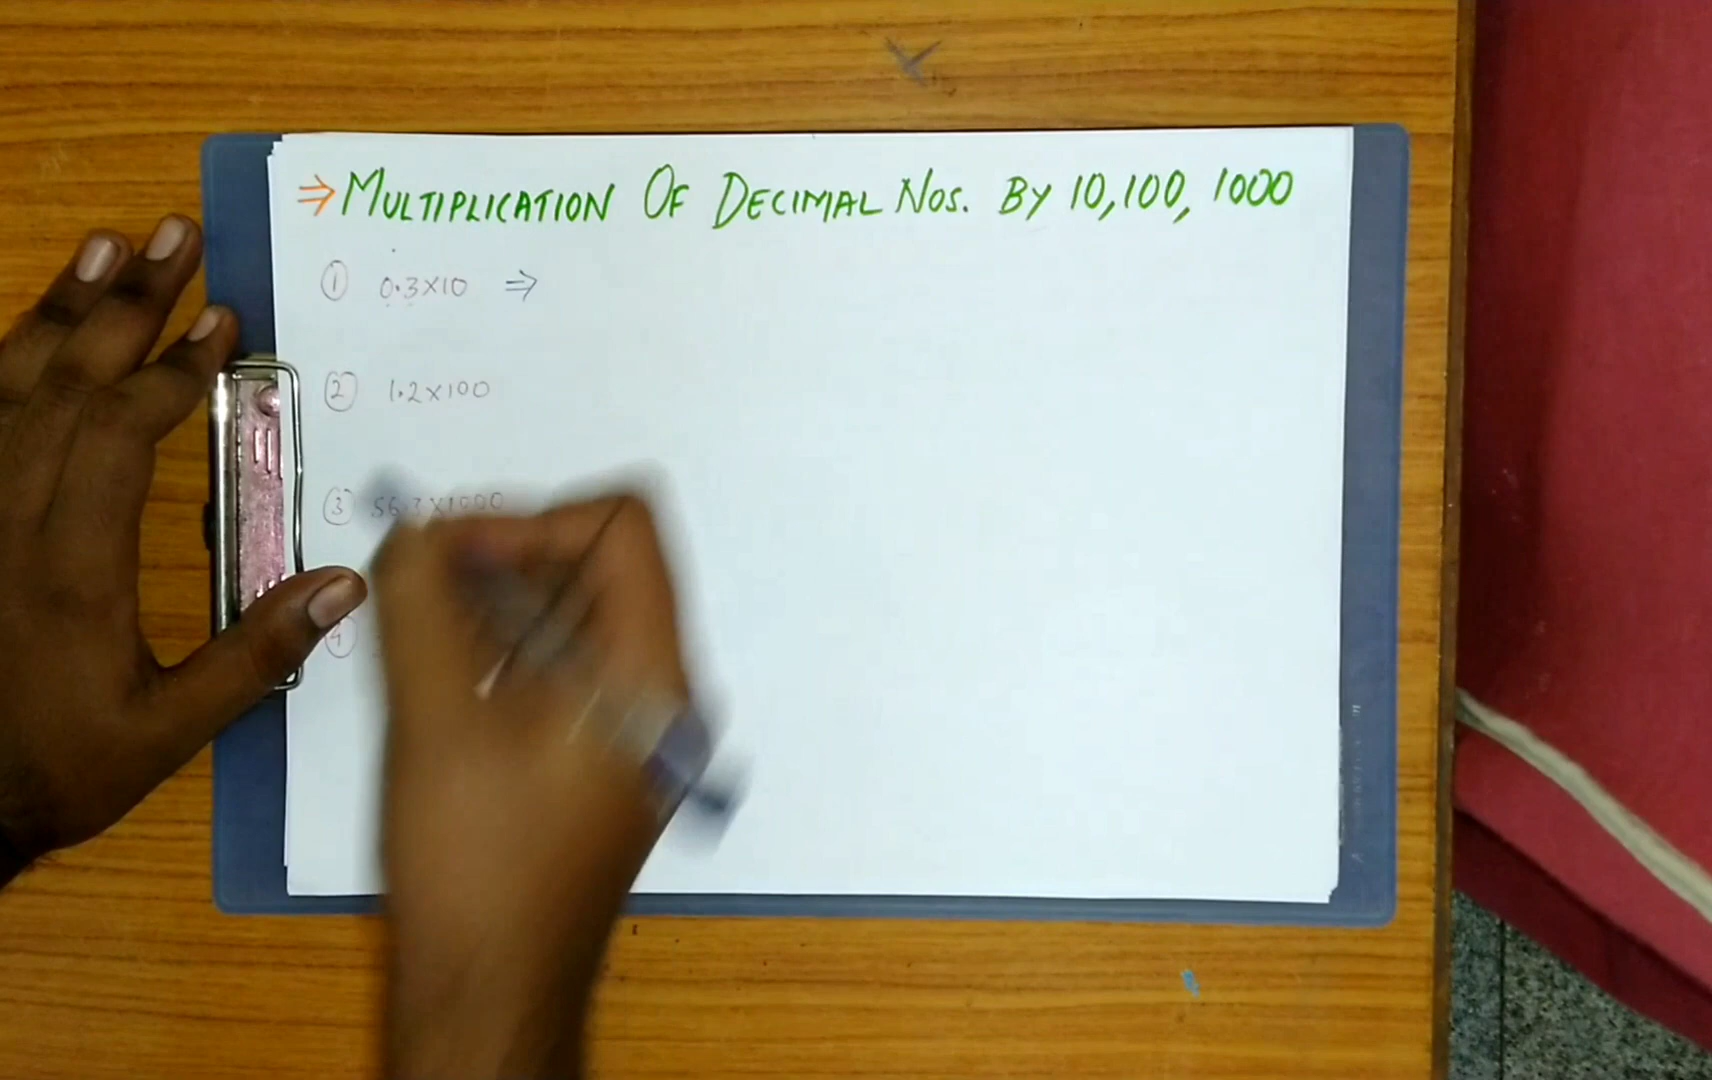 ⇒ MULTIPLICATION OF DECIMAL NOS. BY 10,100, 1000
① 0.3×10 ⇒
② 1.2×100
③ 56.3×1000
④